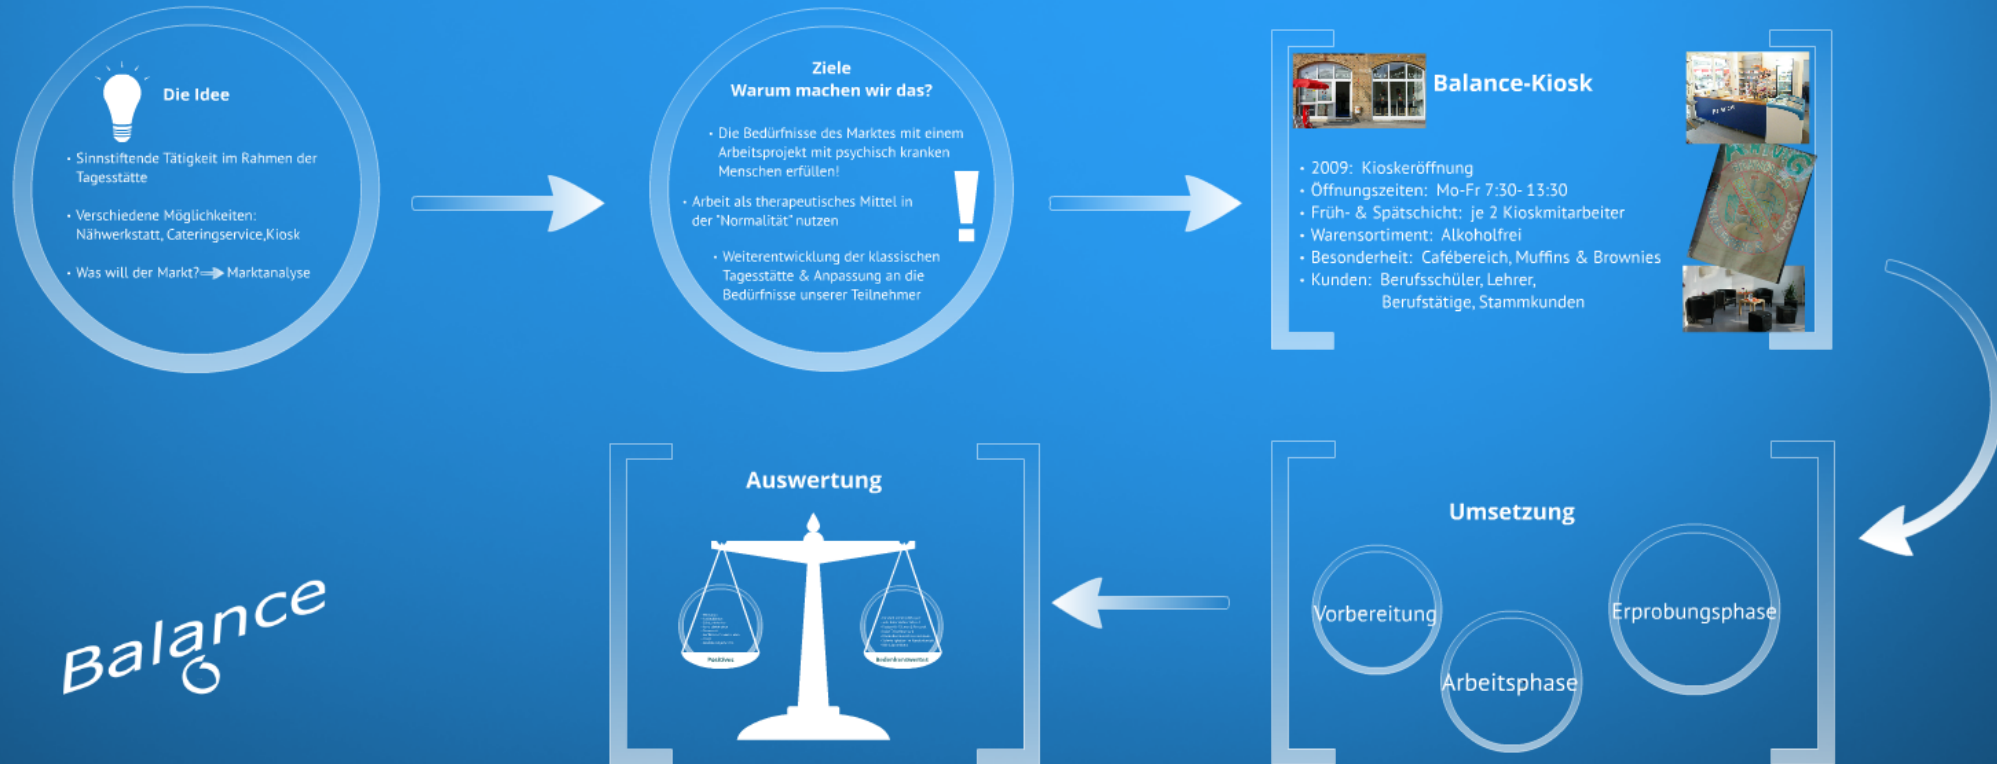 Die Idee
• Sinnstiftende Tätigkeit im Rahmen der
Tagesstätte
• Verschiedene Möglichkeiten:
Nähwerkstatt, Cateringservice,Kiosk
• Was will der Markt? Marktanalyse
Ziele
Warum machen wir das?
• Die Bedürfnisse des Marktes mit einem
Arbeitsprojekt mit psychisch kranken
Menschen erfüllen!
• Arbeit als therapeutisches Mittel in
der "Normalität" nutzen
• Weiterentwicklung der klassischen
Tagesstätte & Anpassung an die
Bedürfnisse unserer Teilnehmer
!
Balance-Kiosk
• 2009: Kioskeröffnung
• Öffnungszeiten: Mo-Fr 7:30- 13:30
• Früh- & Spätschicht: je 2 Kioskmitarbeiter
• Warensortiment: Alkoholfrei
• Besonderheit: Cafébereich, Muffins & Brownies
• Kunden: Berufsschüler, Lehrer,
Berufstätige, Stammkunden
Kiosk
Umsetzung
Vorbereitung
Arbeitsphase
Erprobungsphase
Auswertung
Positives
Bedenkenswertes
Balance